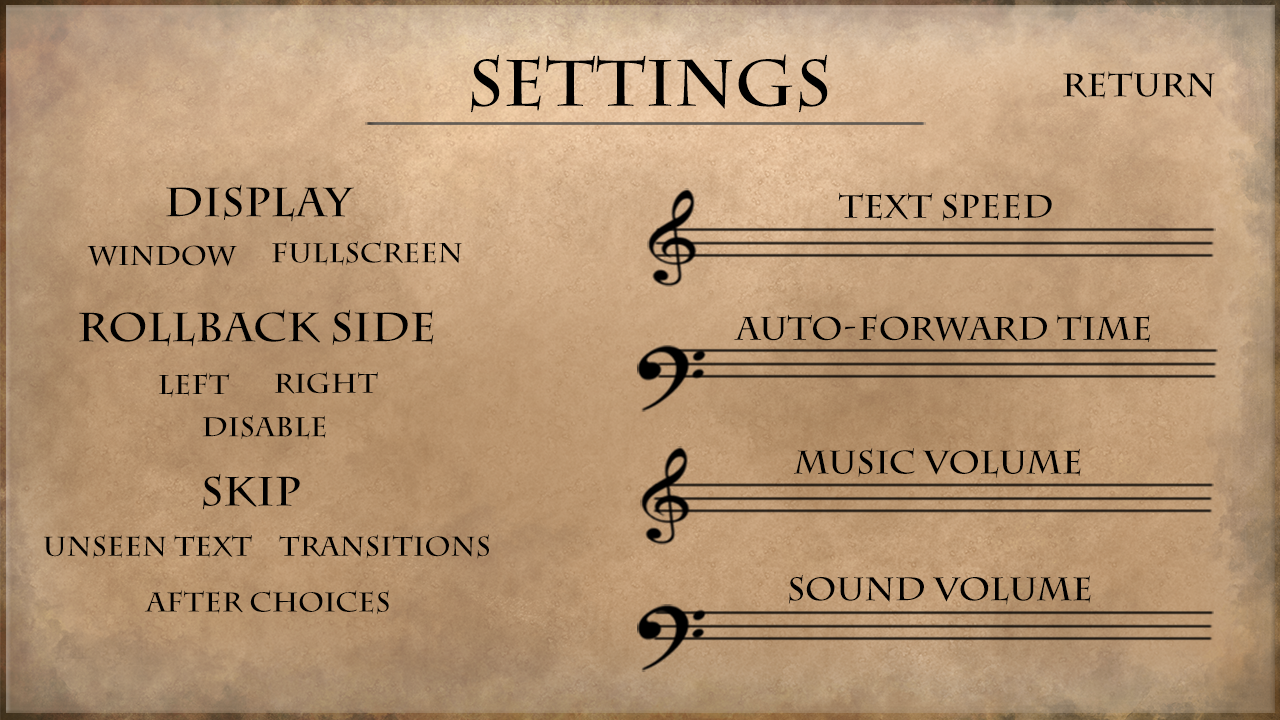 SETTINGS
RETURN
DISPLAY
WINDOW FULLSCREEN
ROLLBACK SIDE
LEFT RIGHT
DISABLE
SKIP
UNSEEN TEXT TRANSITIONS
AFTER CHOICES
TEXT SPEED
AUTO-FORWARD TIME
MUSIC VOLUME
SOUND VOLUME